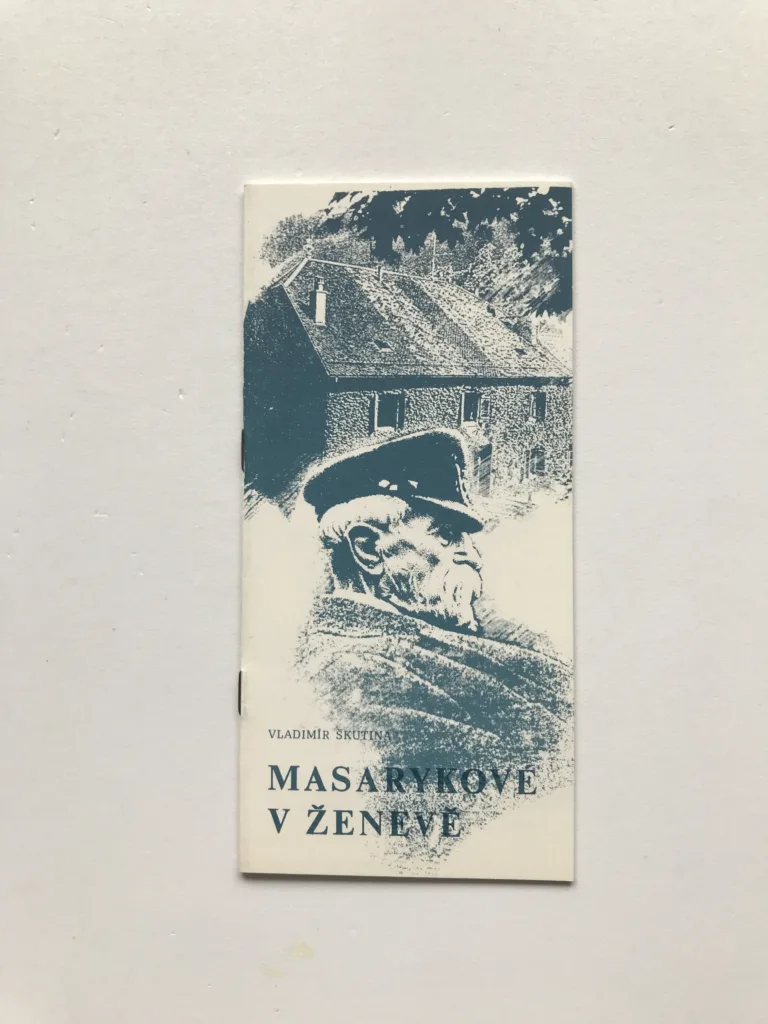 VLADIMÍR ŠKUTINA
MASARYKOVÉ
V ŽENEVĚ